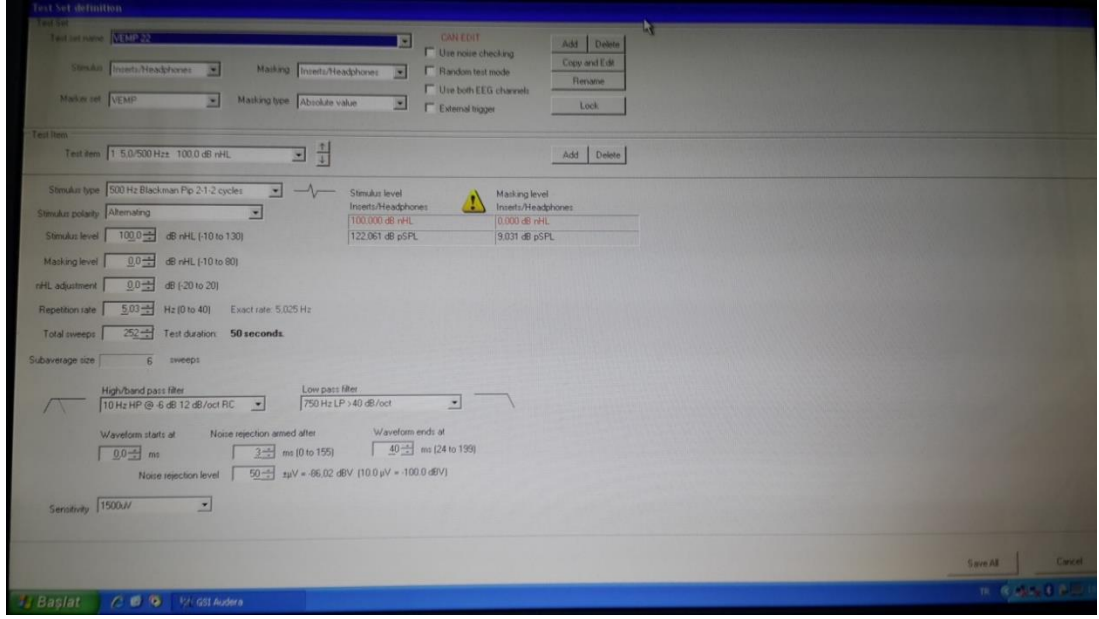 Test Set definition
Test Set
Test set name VEMP 22 CAN EDIT Add Delete
Use noise checking
Copy and Edit
Stimulus Inserts/Headphones Masking Inserts/Headphones Random test mode
Rename
Use both EEG channels
Marker set VEMP Masking type Absolute value External trigger Lock
Test Item
Test item 1 5,0/500 Hz± 100,0 dB nHL Add Delete
Stimulus type 500 Hz Blackman Pip 2-1-2 cycles Stimulus level Masking level
Inserts/Headphones Inserts/Headphones
Stimulus polarity Alternating 100,000 dB nHL 0,000 dB nHL
Stimulus level 100,0 dB nHL (-10 to 130) 122,061 dB pSPL 9,031 dB pSPL
Masking level 0,0 dB nHL (-10 to 80)
nHL adjustment 0,0 dB (-20 to 20)
Repetition rate 5,03 Hz (0 to 40) Exact rate: 5,025 Hz
Total sweeps 252 Test duration: 50 seconds.
Subaverage size 6 sweeps
High/band pass filter Low pass filter
10 Hz HP @ -6 dB 12 dB/oct RC 750 Hz LP >40 dB/oct
Waveform starts at Noise rejection armed after Waveform ends at
0,0 ms 3 ms (0 to 155) 40 ms (24 to 199)
Noise rejection level 50 ±µV = -86,02 dBV (10.0 µV = -100.0 dBV)
Sensitivity 1500uV
Save All Cancel
Başlat GSI Audera TR